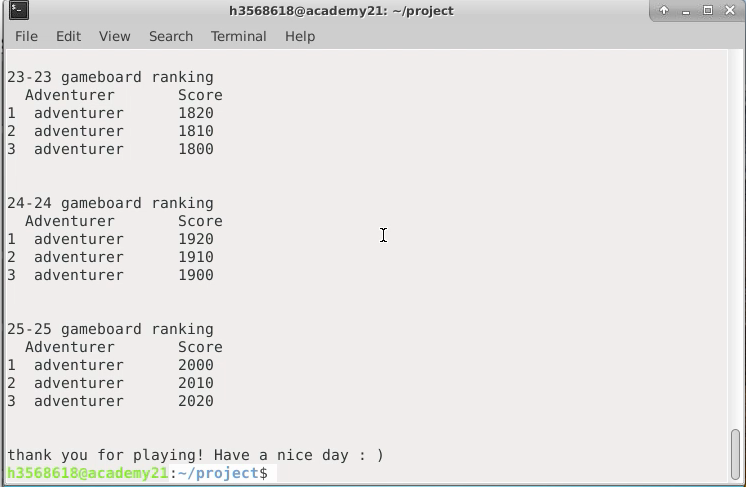 h3568618@academy21: ~/project
File Edit View Search Terminal Help
23-23 gameboard ranking
Adventurer Score
1 adventurer 1820
2 adventurer 1810
3 adventurer 1800
24-24 gameboard ranking
Adventurer Score
1 adventurer 1920
2 adventurer 1910
3 adventurer 1900
25-25 gameboard ranking
Adventurer Score
1 adventurer 2000
2 adventurer 2010
3 adventurer 2020
thank you for playing! Have a nice day : )
h3568618@academy21:~/project$